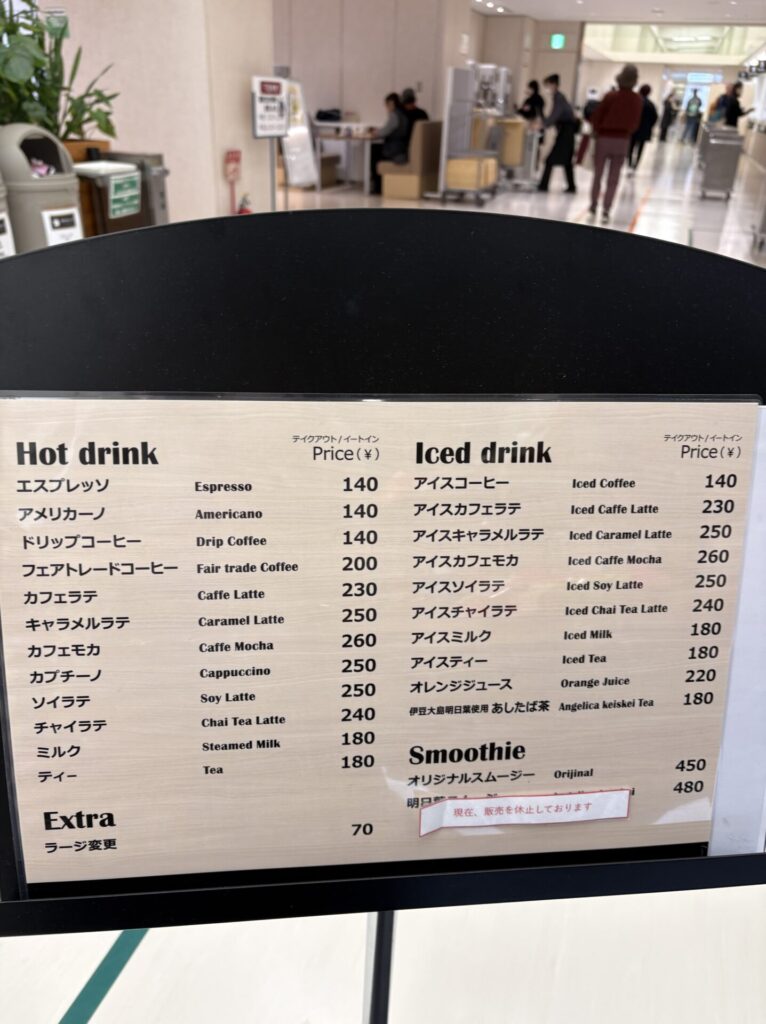 Hot drink
テイクアウト/イートイン
Price(¥)
エスプレッソ Espresso 140
アメリカーノ Americano 140
ドリップコーヒー Drip Coffee 140
フェアトレードコーヒー Fair trade Coffee 200
カフェラテ Caffe Latte 230
キャラメルラテ Caramel Latte 250
カフェモカ Caffe Mocha 260
カプチーノ Cappuccino 250
ソイラテ Soy Latte 250
チャイラテ Chai Tea Latte 240
ミルク Steamed Milk 180
ティー Tea 180
Extra
ラージ変更 70
Iced drink
テイクアウト/イートイン
Price(¥)
アイスコーヒー Iced Coffee 140
アイスカフェラテ Iced Caffe Latte 230
アイスキャラメルラテ Iced Caramel Latte 250
アイスカフェモカ Iced Caffe Mocha 260
アイスソイラテ Iced Soy Latte 250
アイスチャイラテ Iced Chai Tea Latte 240
アイスミルク Iced Milk 180
アイスティー Iced Tea 180
オレンジジュース Orange Juice 220
伊豆大島明日葉使用 あしたば茶 Angelica keiskei Tea 180
Smoothie
オリジナルスムージー Orijinal 450
480
現在、販売を休止しております